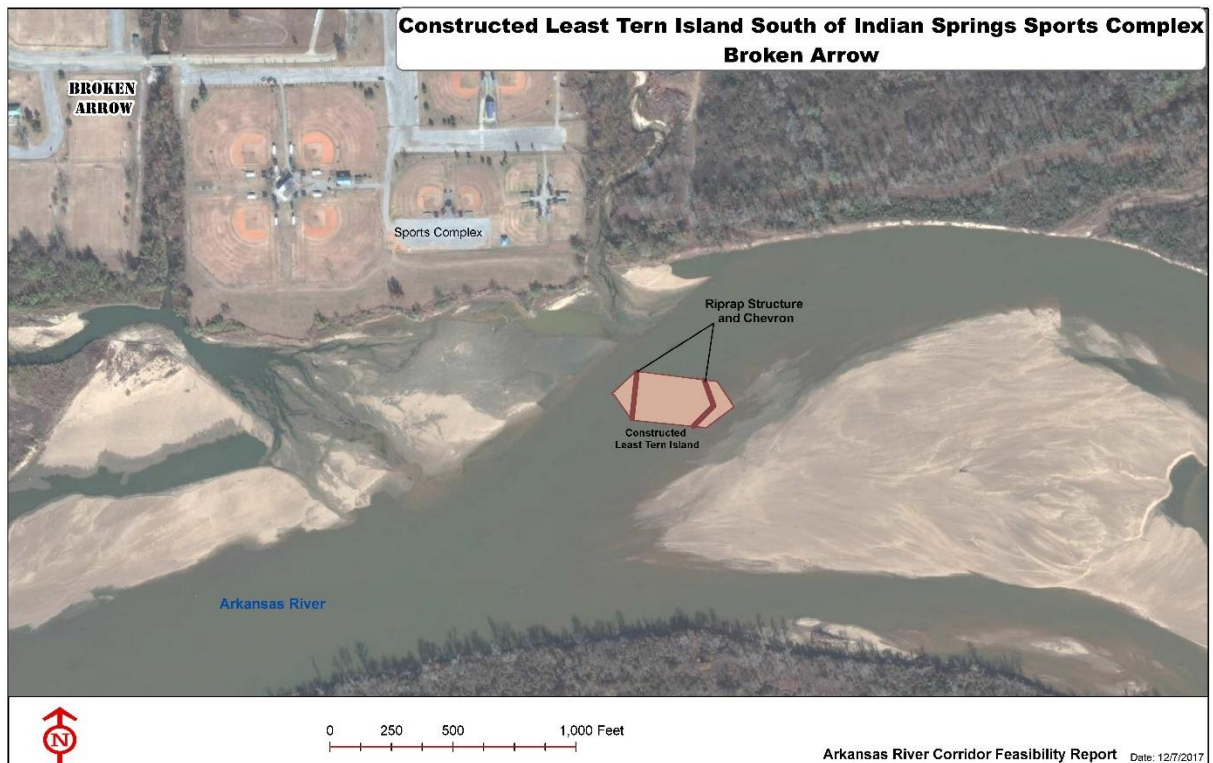 Constructed Least Tern Island South of Indian Springs Sports Complex
Broken Arrow
BROKEN
ARROW
Sports Complex
Riprap Structure
and Chevron
Constructed
Least Tern Island
Arkansas River
N
0 250 500 1,000 Feet
Arkansas River Corridor Feasibility Report Date: 12/7/2017